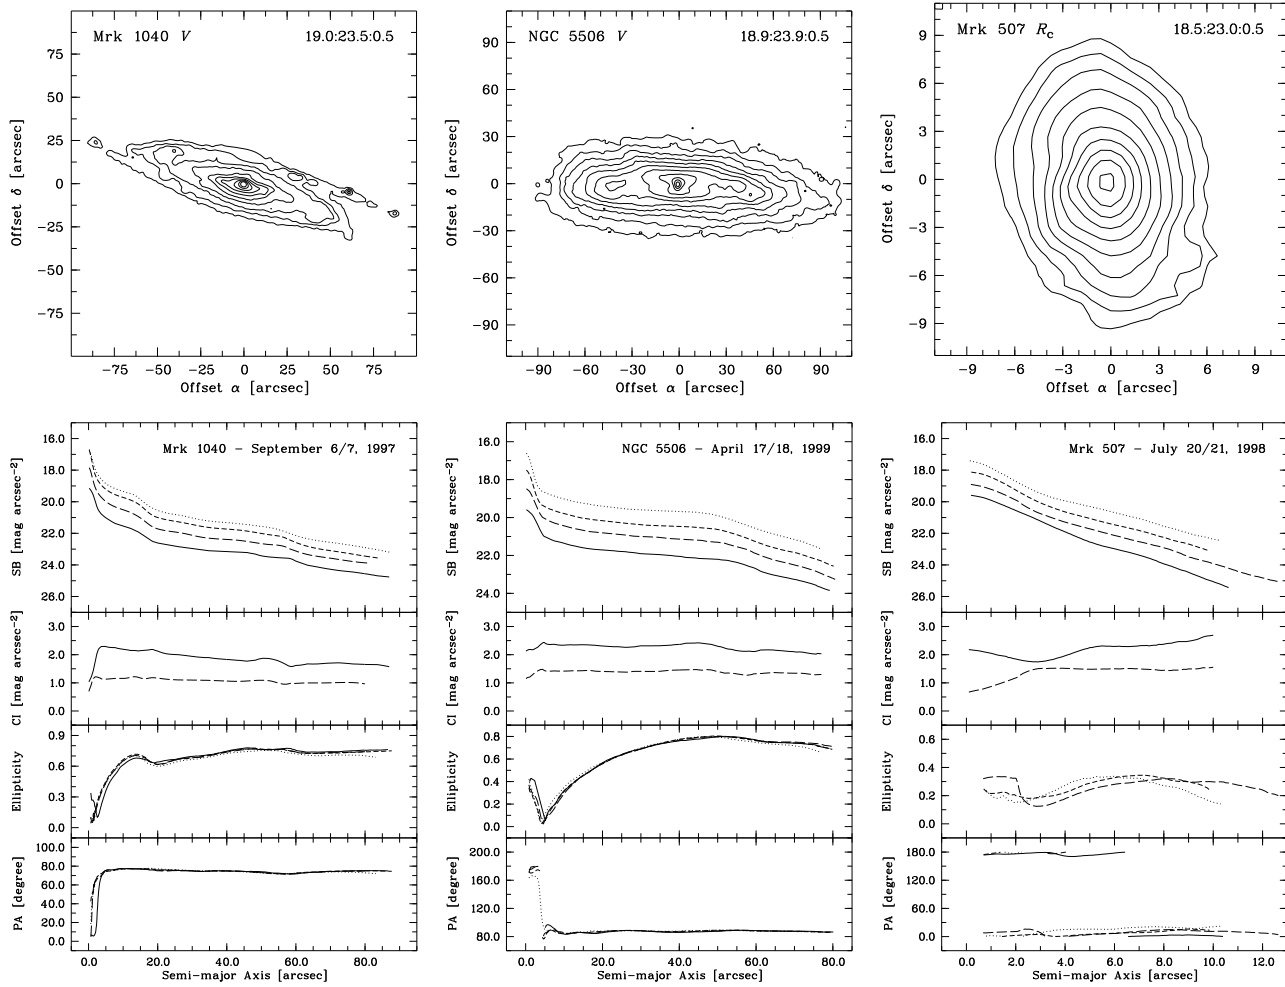 Mrk 1040 V 19.0:23.5:0.5
75
50
25
0
−25
−50
−75
Offset δ [arcsec]
−75 −50 −25 0 25 50 75
Offset α [arcsec]
NGC 5506 V 18.9:23.9:0.5
90
60
30
0
−30
−60
−90
Offset δ [arcsec]
−90 −60 −30 0 30 60 90
Offset α [arcsec]
Mrk 507 Rc 18.5:23.0:0.5
9
6
3
0
−3
−6
−9
Offset δ [arcsec]
−9 −6 −3 0 3 6 9
Offset α [arcsec]
Mrk 1040 − September 6/7, 1997
16.0
18.0
20.0
22.0
24.0
26.0
SB [mag arcsec−2]
3.0
2.0
1.0
0.0
CI [mag arcsec−2]
0.9
0.6
0.3
0.0
Ellipticity
100.0
80.0
60.0
40.0
20.0
0.0
PA [degree]
0.0 20.0 40.0 60.0 80.0
Semi−major Axis [arcsec]
NGC 5506 − April 17/18, 1999
16.0
18.0
20.0
22.0
24.0
SB [mag arcsec−2]
3.0
2.0
1.0
0.0
CI [mag arcsec−2]
0.8
0.6
0.4
0.2
0.0
Ellipticity
200.0
160.0
120.0
80.0
PA [degree]
0.0 20.0 40.0 60.0 80.0
Semi−major Axis [arcsec]
Mrk 507 − July 20/21, 1998
16.0
18.0
20.0
22.0
24.0
26.0
SB [mag arcsec−2]
3.0
2.0
1.0
0.0
CI [mag arcsec−2]
0.6
0.4
0.2
0.0
Ellipticity
180.0
135.0
90.0
45.0
0.0
PA [degree]
0.0 2.0 4.0 6.0 8.0 10.0 12.0
Semi−major Axis [arcsec]